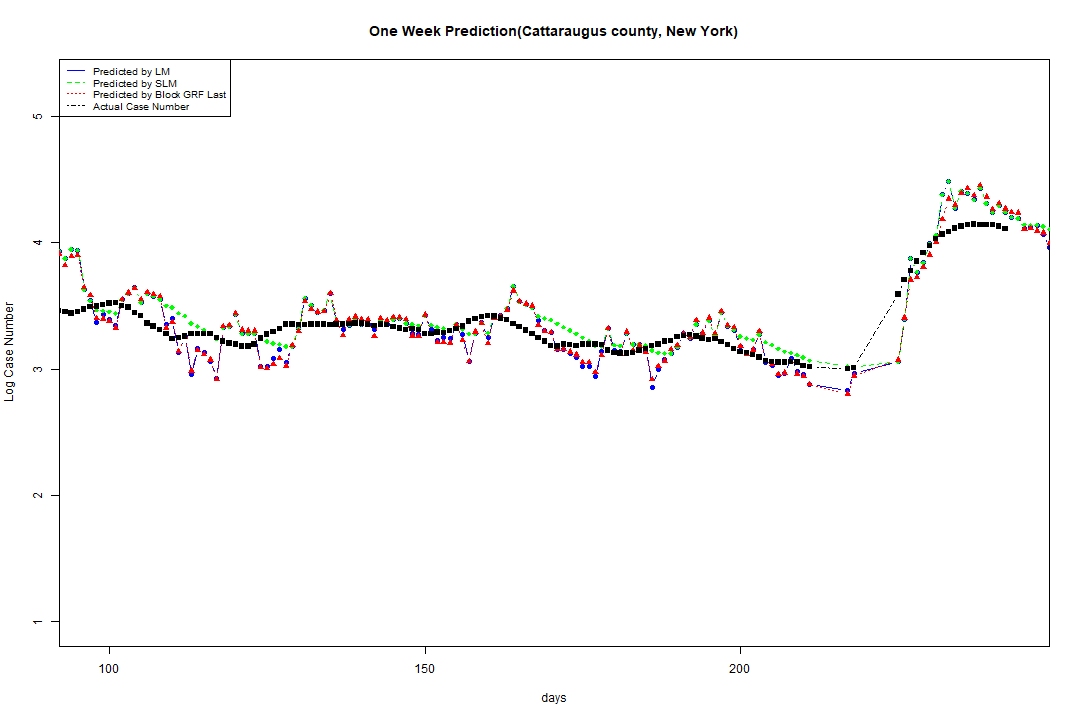 One Week Prediction(Cattaraugus county, New York)
Predicted by LM
Predicted by SLM
Predicted by Block GRF Last
Actual Case Number
5
4
3
2
1
Log Case Number
100
150
200
days